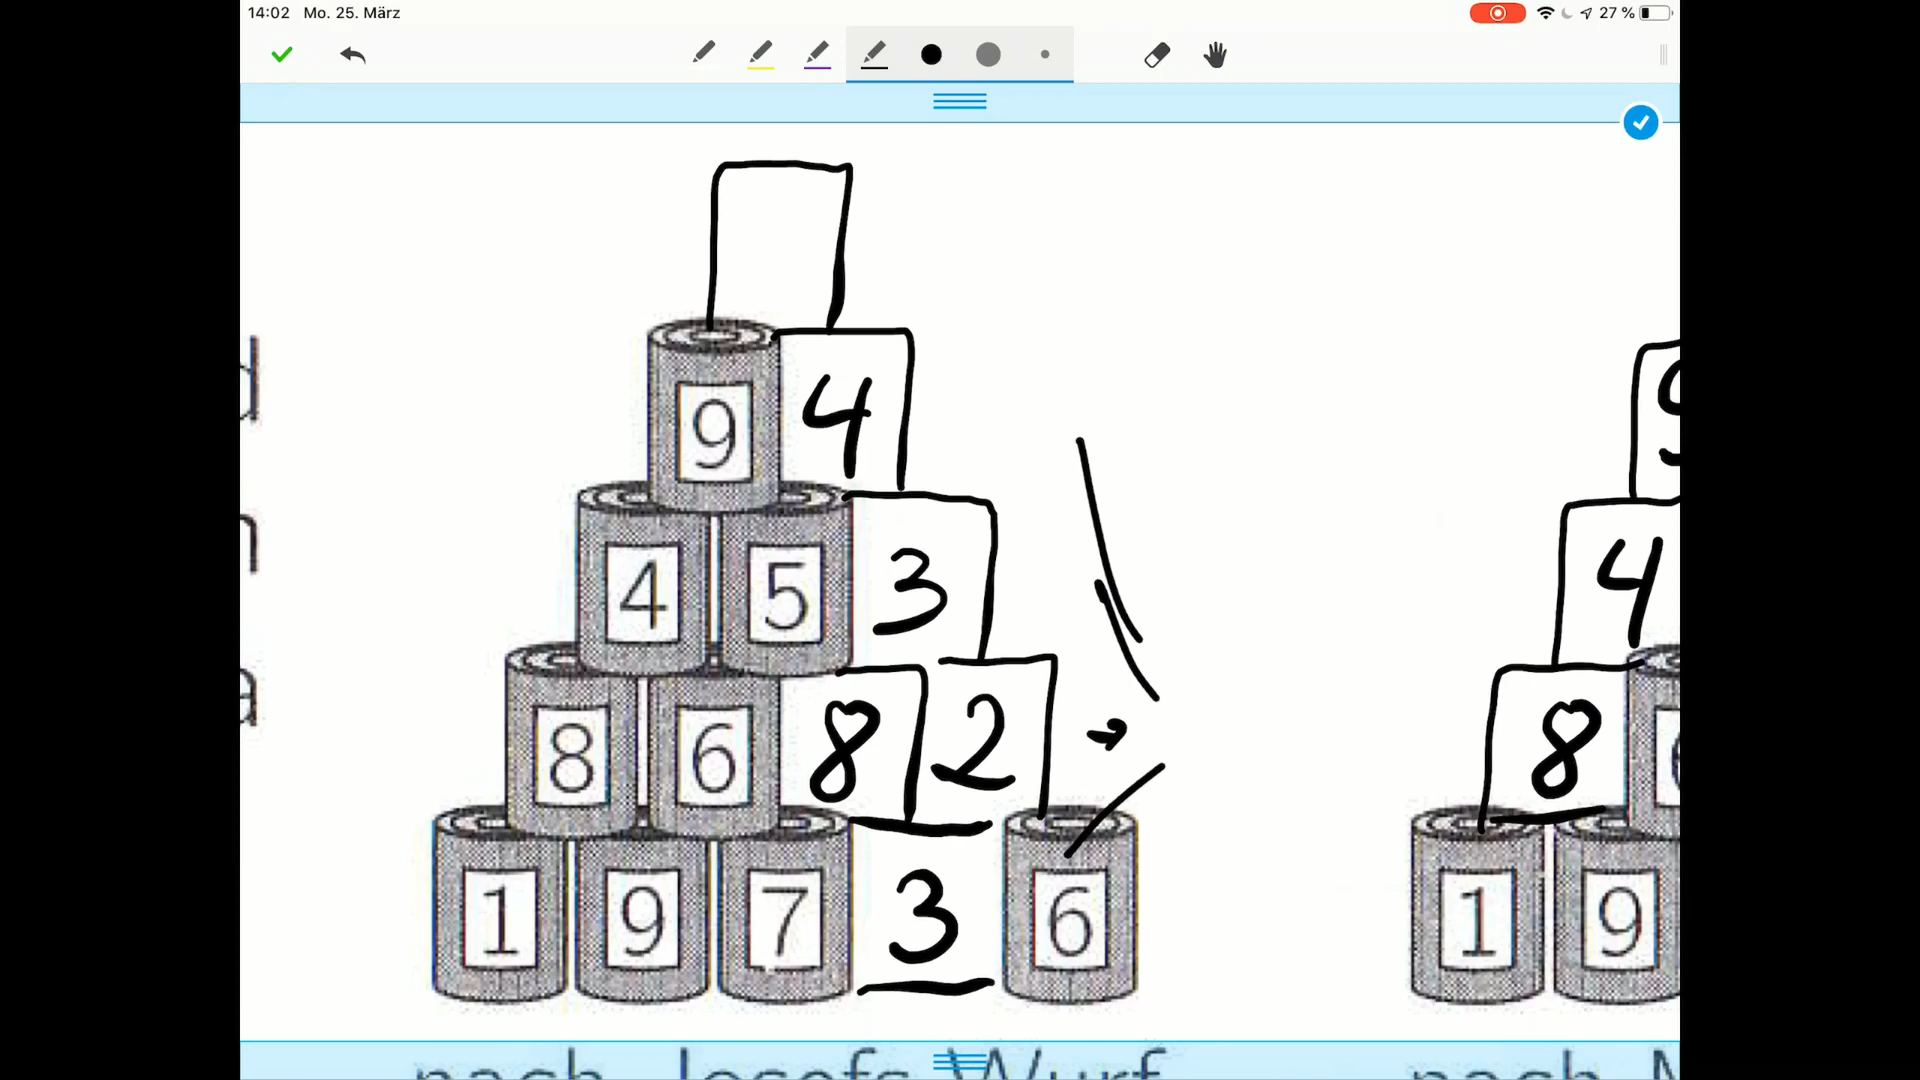 14:02 Mo. 25. März 27 %
9 4
4 5 3 4
8 6 8 2 8
1 9 7 3 6 1 9
nach Josefs Wurf nach